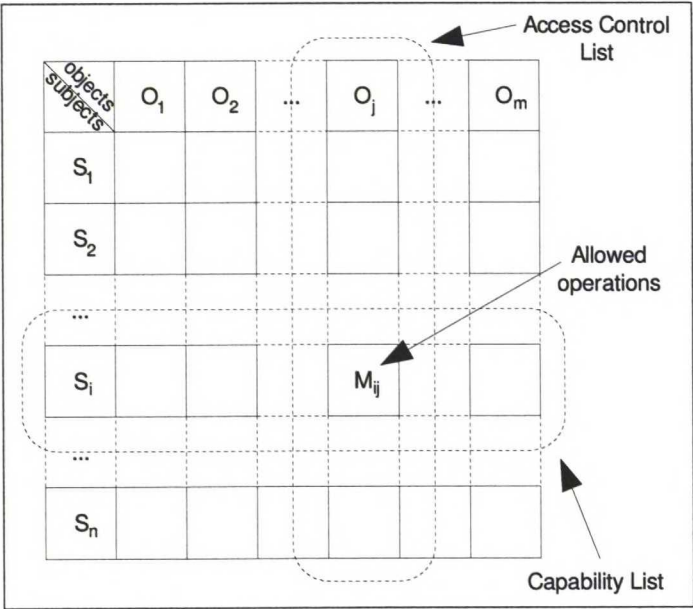 Access Control
List
objects
subjects
O1 O2 ... Oj ... Om
S1
S2
Allowed
operations
...
Si Mij
...
Sn
Capability List